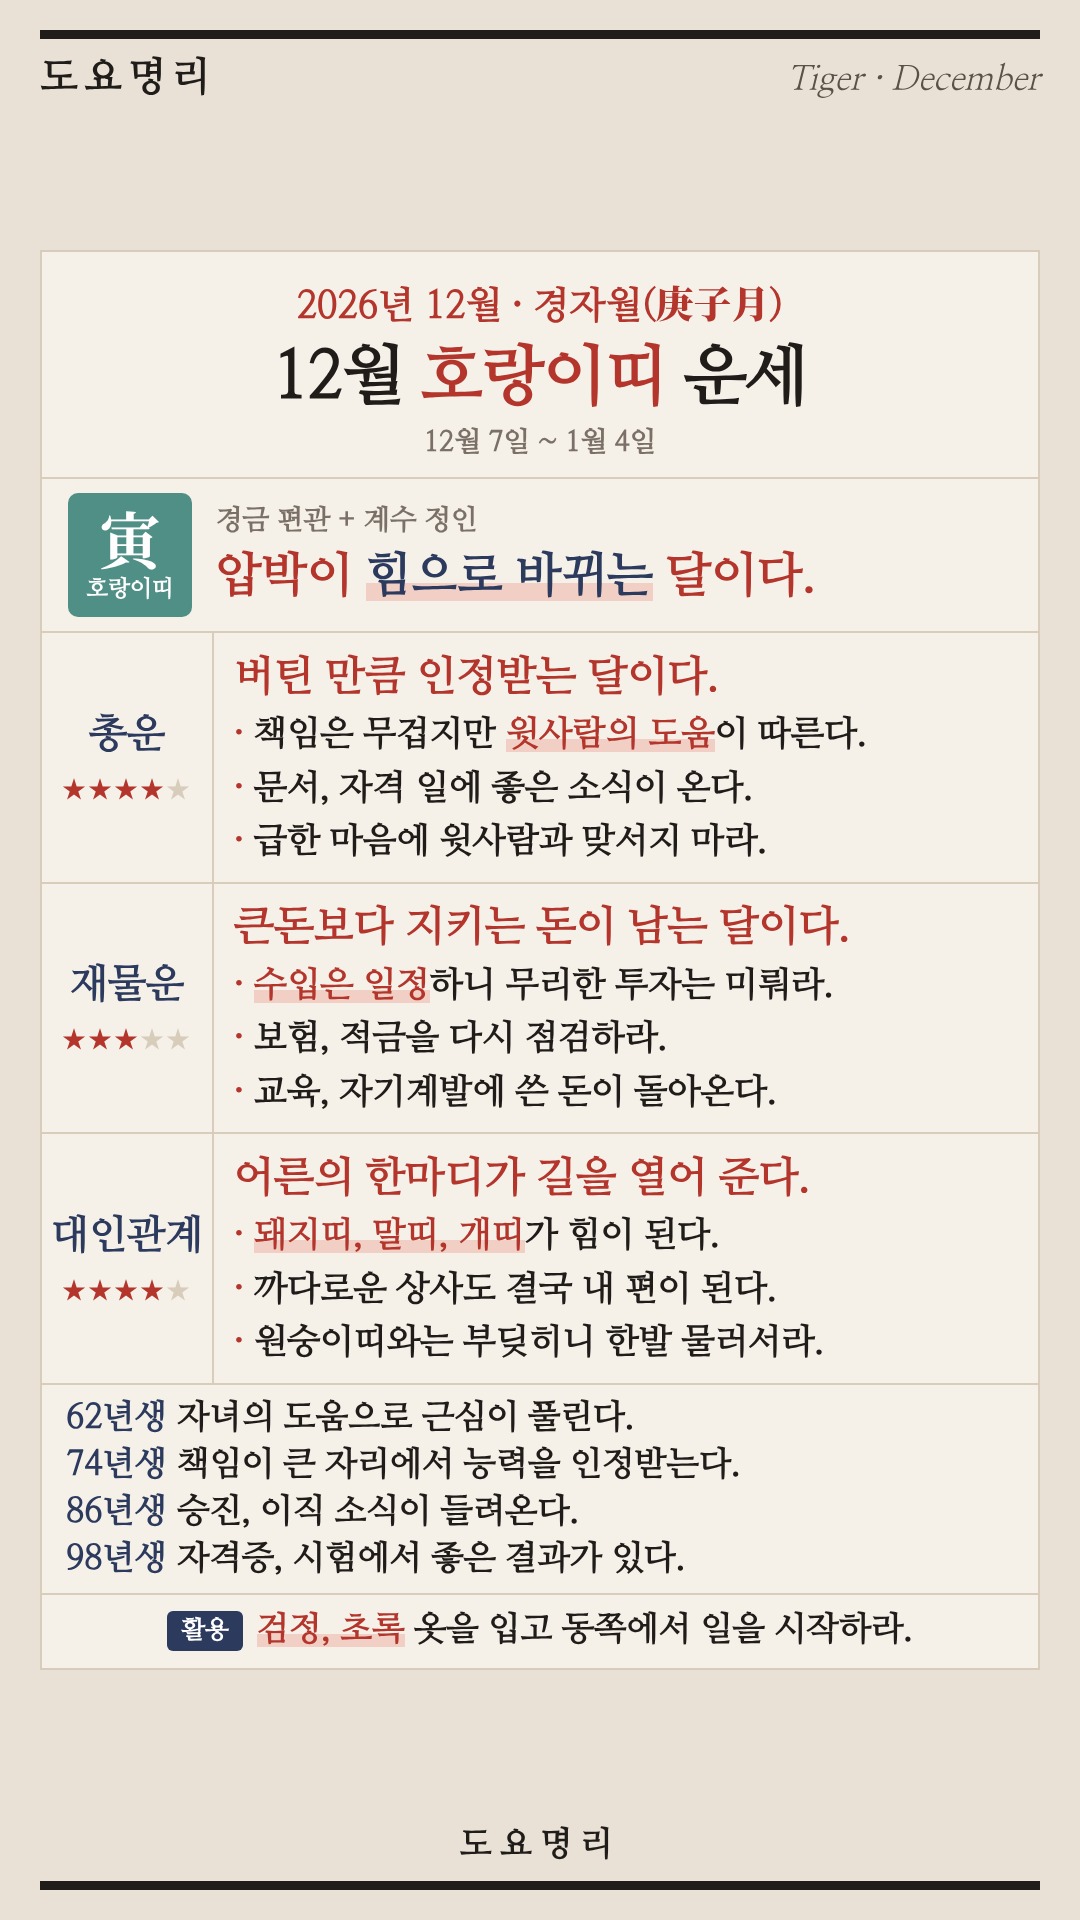 도요명리
Tiger · December
2026년 12월 · 경자월(庚子月)
12월 호랑이띠 운세
12월 7일 ~ 1월 4일
寅
호랑이띠
경금 편관 + 계수 정인
압박이 힘으로 바뀌는 달이다.
총운
★★★★★
버틴 만큼 인정받는 달이다.
· 책임은 무겁지만 윗사람의 도움이 따른다.
· 문서, 자격 일에 좋은 소식이 온다.
· 급한 마음에 윗사람과 맞서지 마라.
재물운
★★★★★
큰돈보다 지키는 돈이 남는 달이다.
· 수입은 일정하니 무리한 투자는 미뤄라.
· 보험, 적금을 다시 점검하라.
· 교육, 자기계발에 쓴 돈이 돌아온다.
대인관계
★★★★★
어른의 한마디가 길을 열어 준다.
· 돼지띠, 말띠, 개띠가 힘이 된다.
· 까다로운 상사도 결국 내 편이 된다.
· 원숭이띠와는 부딪히니 한발 물러서라.
62년생 자녀의 도움으로 근심이 풀린다.
74년생 책임이 큰 자리에서 능력을 인정받는다.
86년생 승진, 이직 소식이 들려온다.
98년생 자격증, 시험에서 좋은 결과가 있다.
활용 검정, 초록 옷을 입고 동쪽에서 일을 시작하라.
도요명리